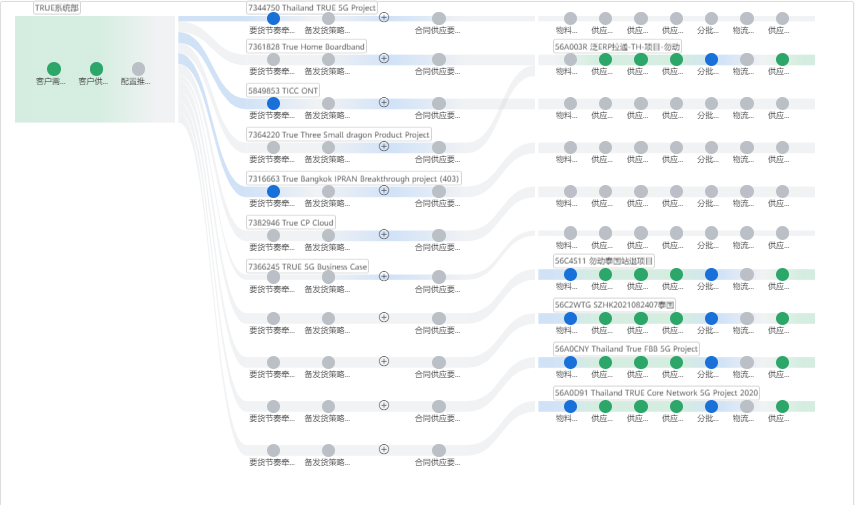 TRUE系统部
客户需... 客户供... 配置推...
7344750 Thailand TRUE 5G Project
要货节奏牵... 备发货策略... 合同供应要... 物料... 供应... 供应... 供应... 分批... 物流... 供应...
7361828 True Home Boardband 56A003R 泛ERP拉通-TH-项目-勿动
要货节奏牵... 备发货策略... 合同供应要... 物料... 供应... 供应... 供应... 分批... 物流... 供应...
5849853 TICC ONT
要货节奏牵... 备发货策略... 合同供应要... 物料... 供应... 供应... 供应... 分批... 物流... 供应...
7364220 True Three Small dragon Product Project
要货节奏牵... 备发货策略... 合同供应要... 物料... 供应... 供应... 供应... 分批... 物流... 供应...
7316663 True Bangkok IPRAN Breakthrough project (403)
要货节奏牵... 备发货策略... 合同供应要... 物料... 供应... 供应... 供应... 分批... 物流... 供应...
7382946 True CP Cloud
要货节奏牵... 备发货策略... 合同供应要... 物料... 供应... 供应... 供应... 分批... 物流... 供应...
7366245 TRUE 5G Business Case 56C4S11 勿动泰国站退项目
要货节奏牵... 备发货策略... 合同供应要... 物料... 供应... 供应... 供应... 分批... 物流... 供应...
56C2WTG SZHK2021082407泰国
要货节奏牵... 备发货策略... 合同供应要... 物料... 供应... 供应... 供应... 分批... 物流... 供应...
56A0CNY Thailand True FBB 5G Project
要货节奏牵... 备发货策略... 合同供应要... 物料... 供应... 供应... 供应... 分批... 物流... 供应...
56A0D91 Thailand TRUE Core Network 5G Project 2020
要货节奏牵... 备发货策略... 合同供应要... 物料... 供应... 供应... 供应... 分批... 物流... 供应...
要货节奏牵... 备发货策略... 合同供应要...